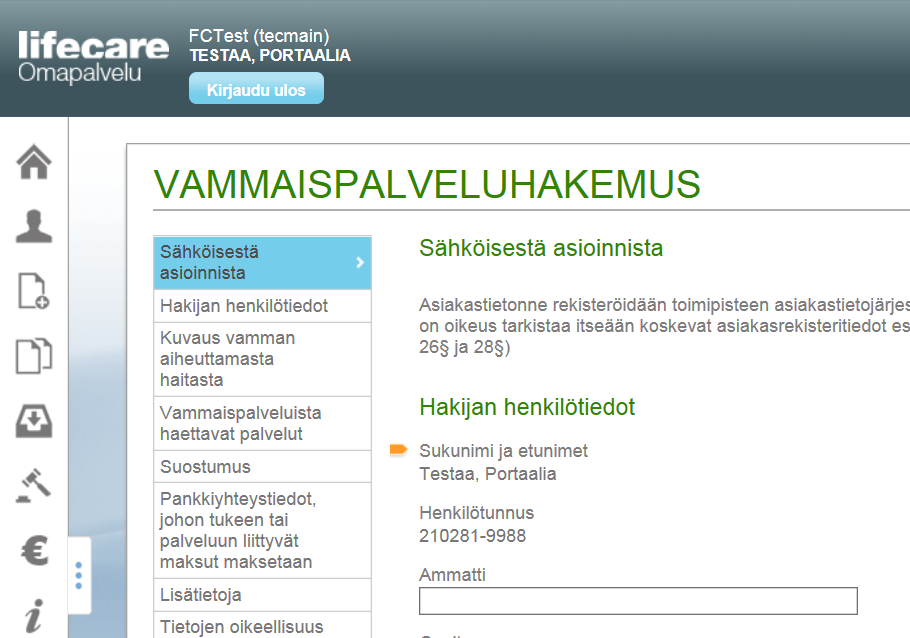 lifecare
Omapalvelu
FCTest (tecmain)
TESTAA, PORTAALIA
Kirjaudu ulos
VAMMAISPALVELUHAKEMUS
Sähköisestä
asioinnista
Hakijan henkilötiedot
Kuvaus vamman
aiheuttamasta
haitasta
Vammaispalveluista
haettavat palvelut
Suostumus
Pankkiyhteystiedot,
johon tukeen tai
palveluun liittyvät
maksut maksetaan
Lisätietoja
Tietojen oikeellisuus
Sähköisestä asioinnista
Asiakastietonne rekisteröidään toimipisteen asiakastietojärjes
on oikeus tarkistaa itseään koskevat asiakasrekisteritiedot es
26§ ja 28§)
Hakijan henkilötiedot
Sukunimi ja etunimet
Testaa, Portaalia
Henkilötunnus
210281-9988
Ammatti